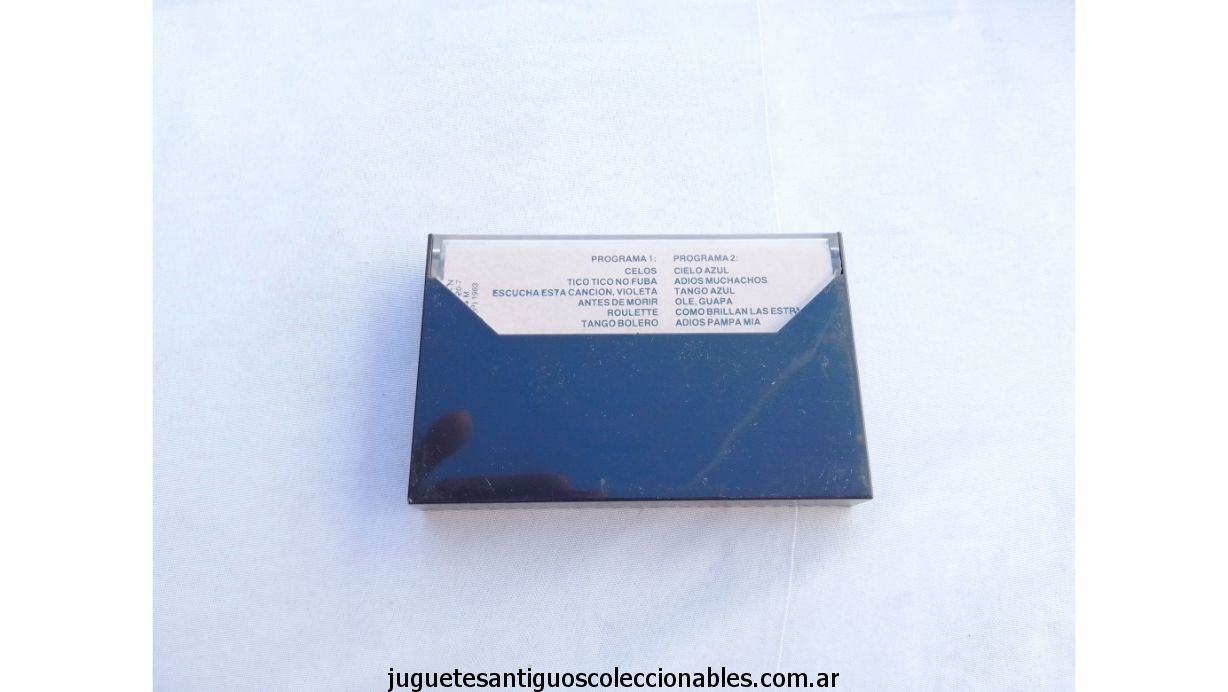 PROGRAMA 1:
CELOS
TICO TICO NO FUBA
ESCUCHA ESTA CANCION, VIOLETA
ANTES DE MORIR
ROULETTE
TANGO BOLERO
PROGRAMA 2:
CIELO AZUL
ADIOS MUCHACHOS
TANGO AZUL
OLE, GUAPA
COMO BRILLAN LAS
ADIOS PAMPA MIA
1983
juguetesantiguoscoleccionables.com.ar